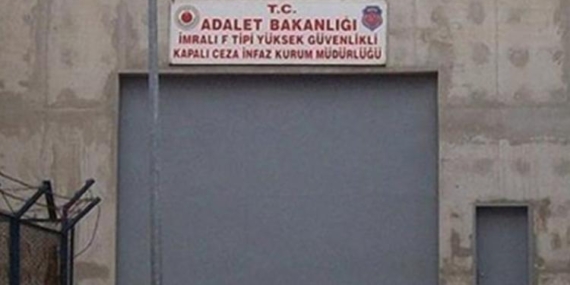 T.C.
ADALET BAKANLIĞI
İMRALI F TİPİ YÜKSEK GÜVENLİKLİ
KAPALI CEZA İNFAZ KURUM MÜDÜRLÜĞÜ